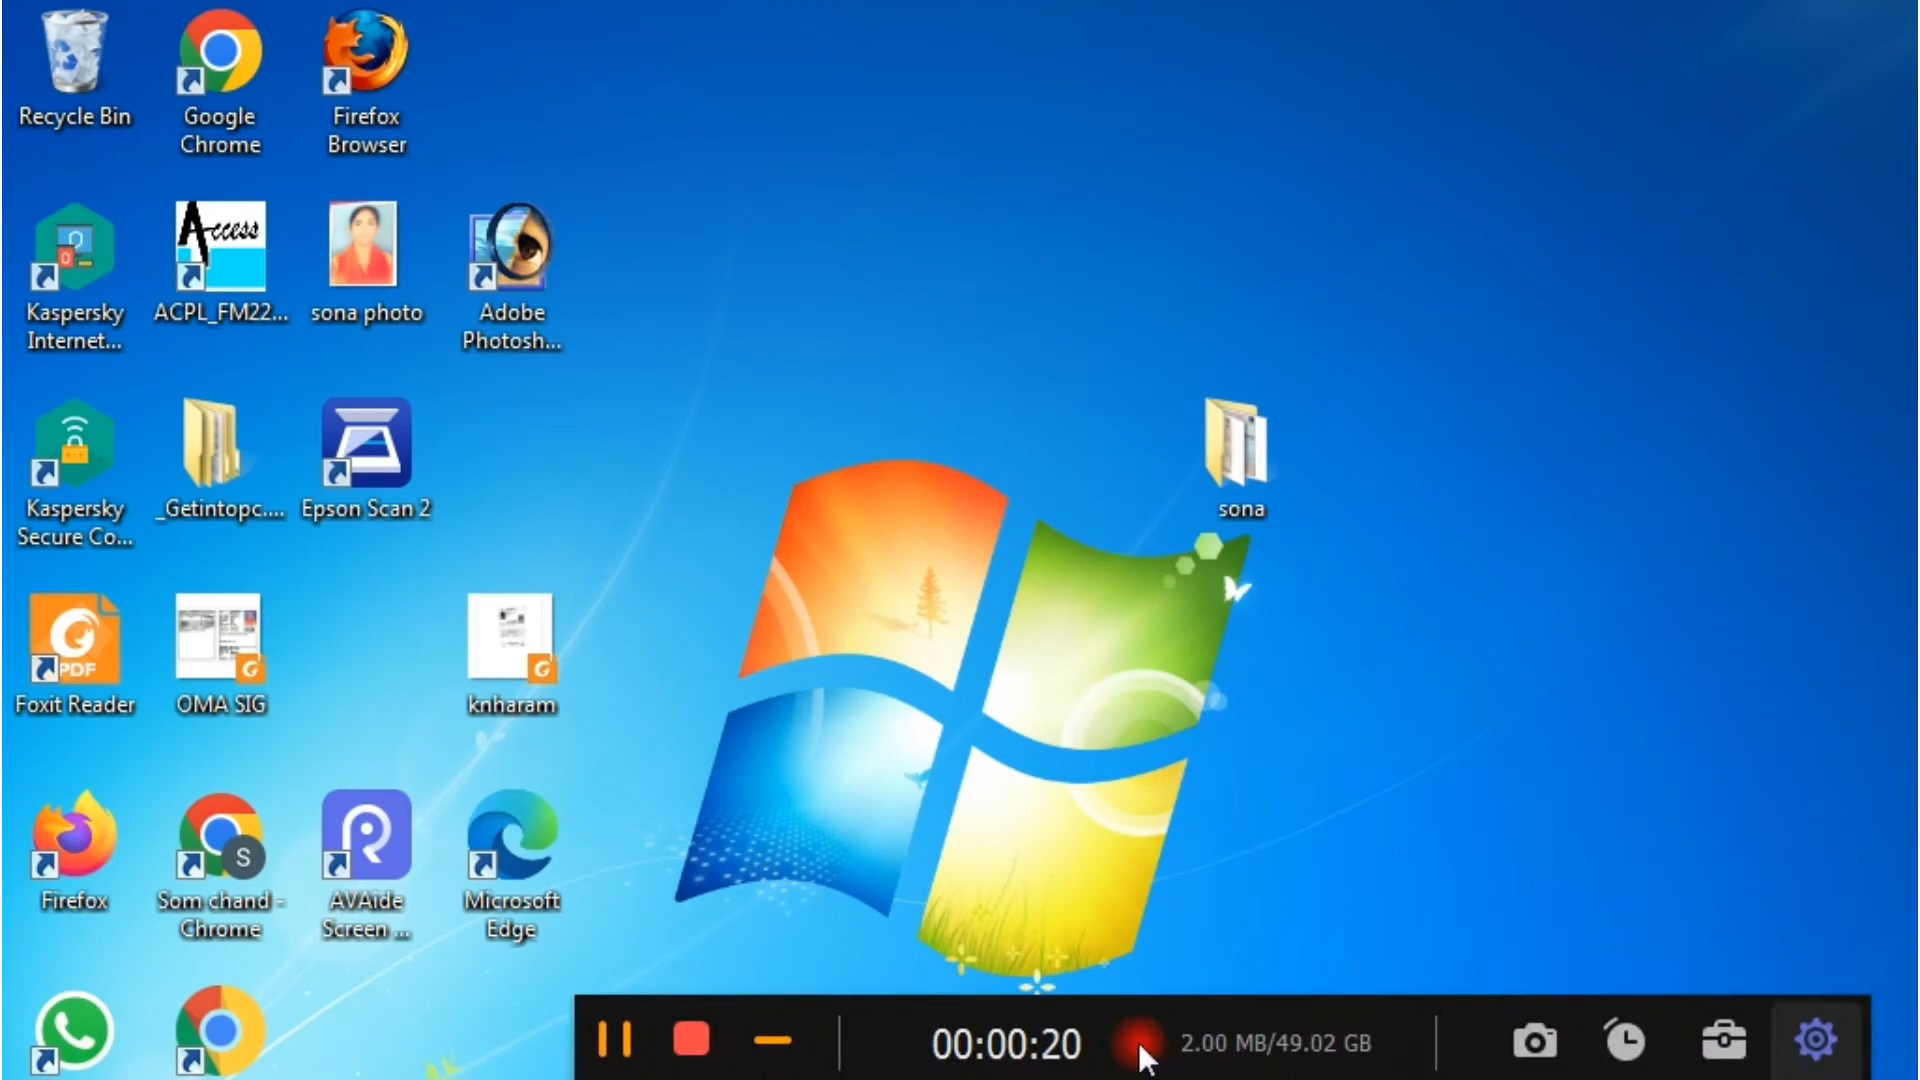 Recycle Bin
Google
Chrome
Firefox
Browser
Access
Kaspersky
Internet...
ACPL_FM22...
sona photo
Adobe
Photosh...
Kaspersky
Secure Co...
_Getintopc....
Epson Scan 2
sona
PDF
Foxit Reader
OMA SIG
knharam
S
Firefox
Som chand -
Chrome
AVAide
Screen ...
Microsoft
Edge
00:00:20
2.00 MB/49.02 GB